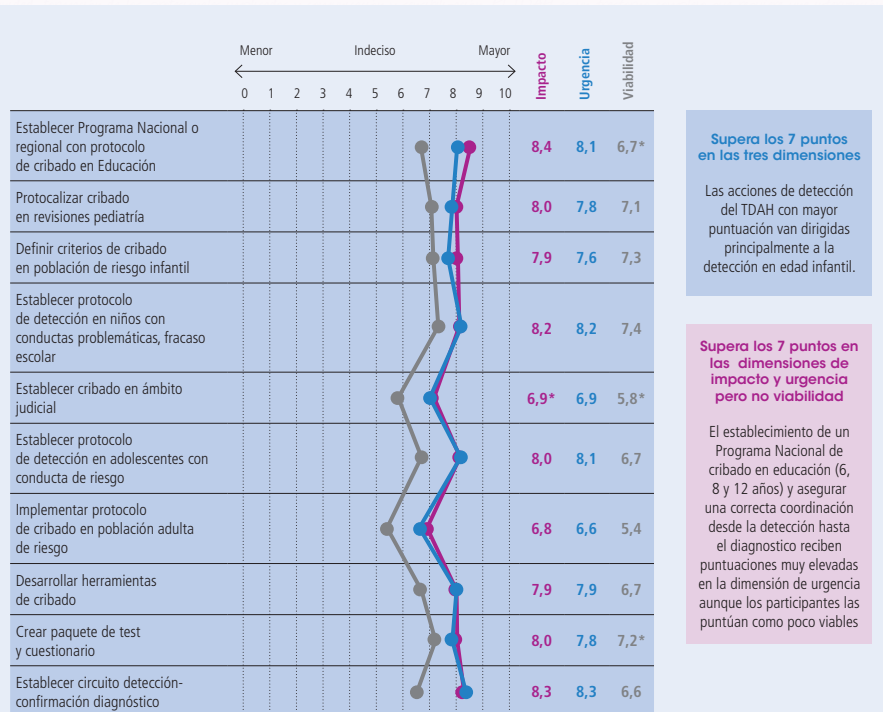 Menor Indeciso Mayor
0 1 2 3 4 5 6 7 8 9 10
Impacto
Urgencia
Viabilidad
Establecer Programa Nacional o
regional con protocolo
de cribado en Educación
8,4 8,1 6,7*
Protocalizar cribado
en revisiones pediatría
8,0 7,8 7,1
Definir criterios de cribado
en población de riesgo infantil
7,9 7,6 7,3
Establecer protocolo
de detección en niños con
conductas problemáticas, fracaso
escolar
8,2 8,2 7,4
Establecer cribado en ámbito
judicial
6,9* 6,9 5,8*
Establecer protocolo
de detección en adolescentes con
conducta de riesgo
8,0 8,1 6,7
Implementar protocolo
de cribado en población adulta
de riesgo
6,8 6,6 5,4
Desarrollar herramientas
de cribado
7,9 7,9 6,7
Crear paquete de test
y cuestionario
8,0 7,8 7,2*
Establecer circuito detección-
confirmación diagnóstico
8,3 8,3 6,6
Supera los 7 puntos
en las tres dimensiones
Las acciones de detección
del TDAH con mayor
puntuación van dirigidas
principalmente a la
detección en edad infantil.
Supera los 7 puntos en
las dimensiones de
impacto y urgencia
pero no viabilidad
El establecimiento de un
Programa Nacional de
cribado en educación (6,
8 y 12 años) y asegurar
una correcta coordinación
desde la detección hasta
el diagnostico reciben
puntuaciones muy elevadas
en la dimensión de urgencia
aunque los participantes las
puntúan como poco viables